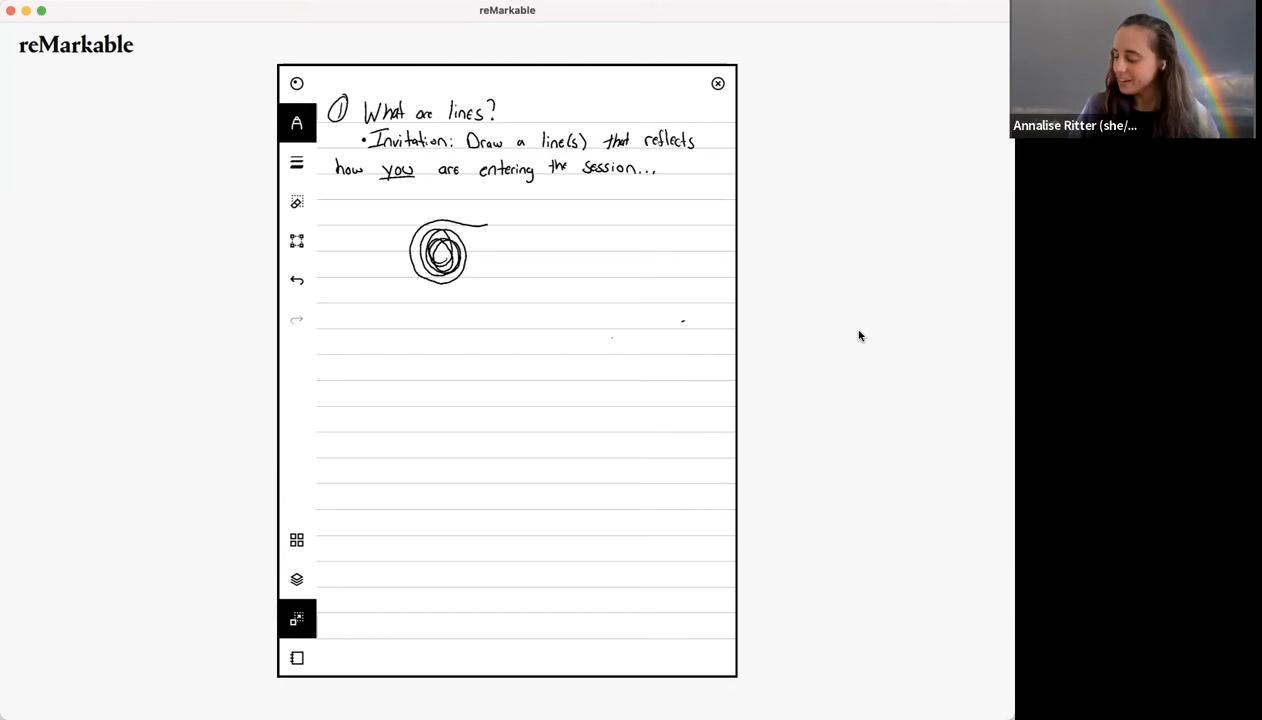 reMarkable
reMarkable
Annalise Ritter (she/...
① What are lines?
• Invitation: Draw a line(s) that reflects
how you are entering the session...